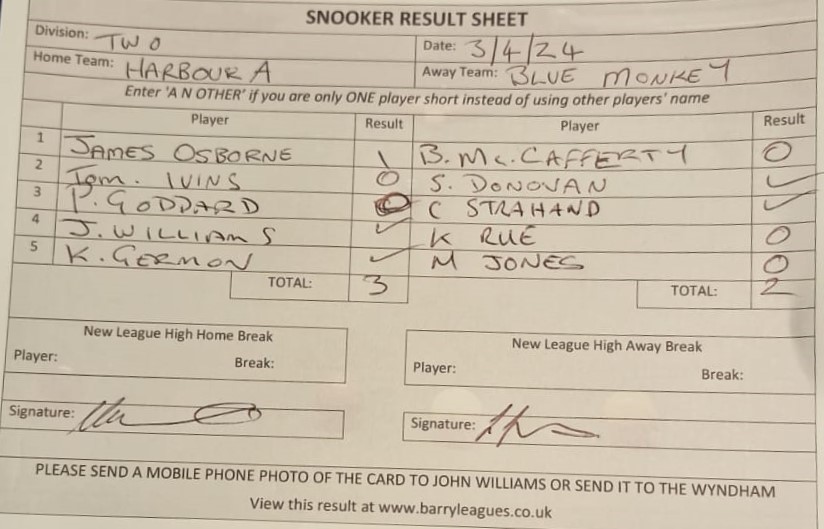 SNOOKER RESULT SHEET
Division: TWO Date: 3/4/24
Home Team: HARBOUR A Away Team: BLUE MONKEY
Enter 'A N OTHER' if you are only ONE player short instead of using other players' name
Player Result Player Result
1 JAMES OSBORNE 1 B. Mc. CAFFERTY 0
2 Tom. IVINS 0 S. DONOVAN ✓
3 P. GODDARD 0 C STRAHAND ✓
4 J. WILLIAMS ✓ K RUE 0
5 K. GERMON ✓ M JONES 0
TOTAL: 3 TOTAL: 2
New League High Home Break New League High Away Break
Player: Break: Player: Break:
Signature: Signature:
PLEASE SEND A MOBILE PHONE PHOTO OF THE CARD TO JOHN WILLIAMS OR SEND IT TO THE WYNDHAM
View this result at www.barryleagues.co.uk